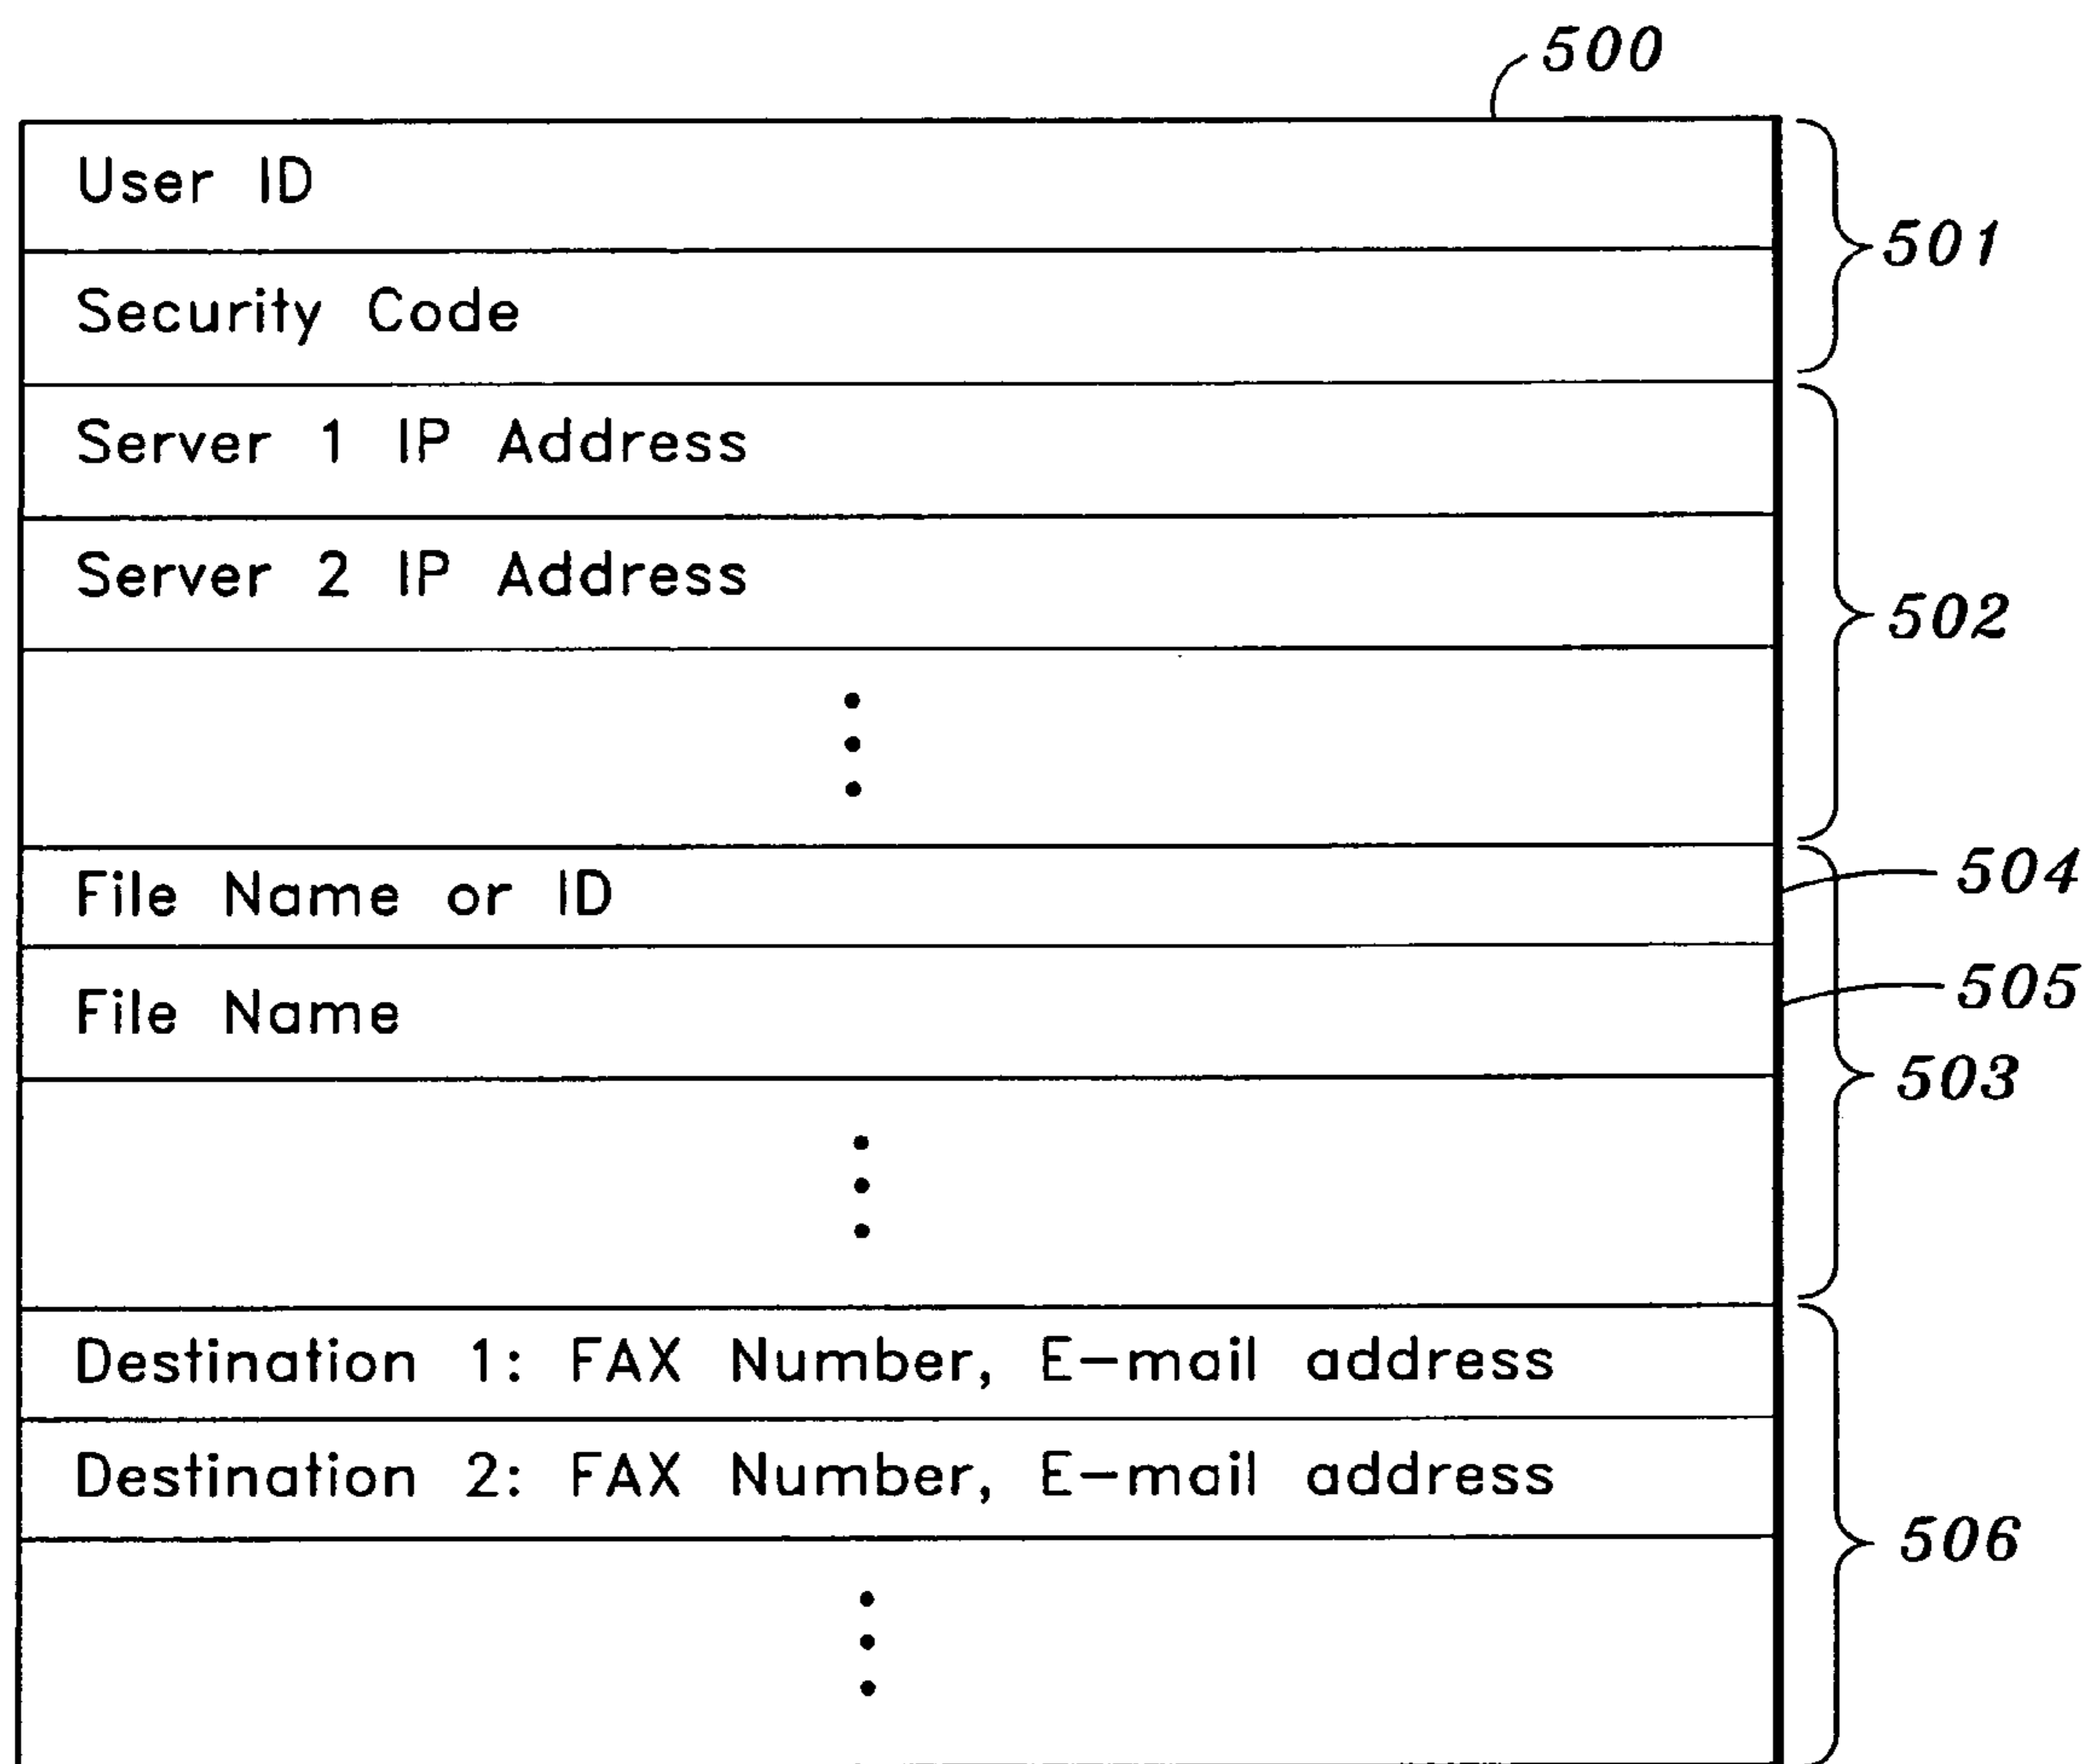 500
User ID
501
Security Code
Server 1 IP Address
Server 2 IP Address
502
File Name or ID
504
File Name
505
503
Destination 1: FAX Number, E-mail address
Destination 2: FAX Number, E-mail address
506